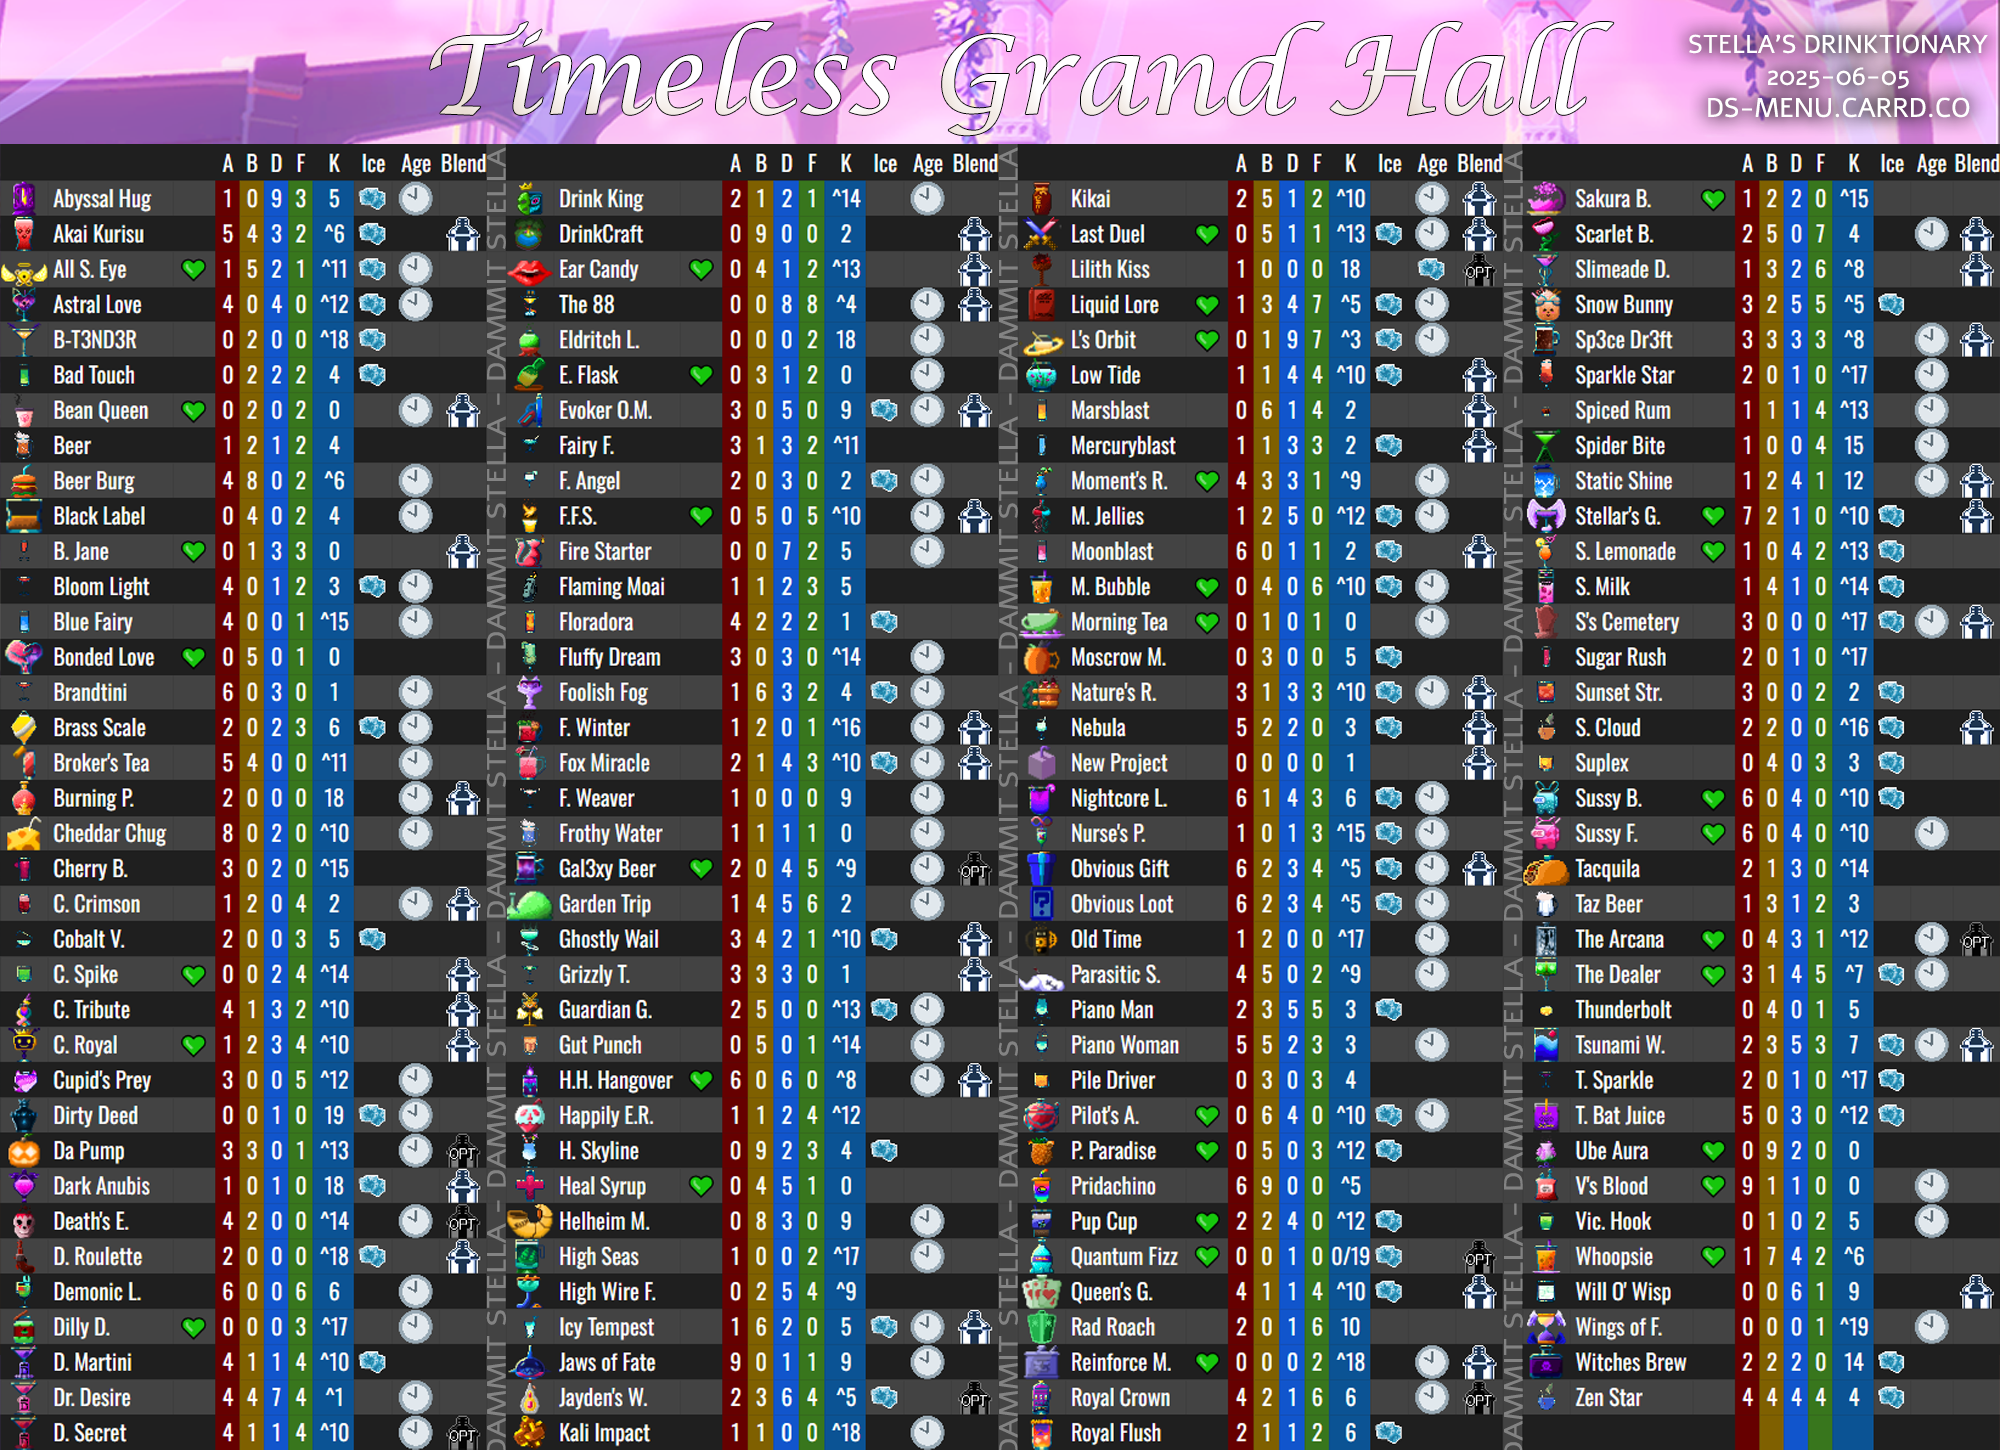 Timeless Grand Hall
STELLA'S DRINKTIONARY
2025-06-05
DS-MENU.CARRD.CO
A B D F K Ice Age Blend
Abyssal Hug 1 0 9 3 5
Akai Kurisu 5 4 3 2 ^6
All S. Eye 1 5 2 1 ^11
Astral Love 4 0 4 0 ^12
B-T3ND3R 0 2 0 0 ^18
Bad Touch 0 2 2 2 4
Bean Queen 0 2 0 2 0
Beer 1 2 1 2 4
Beer Burg 4 8 0 2 ^6
Black Label 0 4 0 2 4
B. Jane 0 1 3 3 0
Bloom Light 4 0 1 2 3
Blue Fairy 4 0 0 1 ^15
Bonded Love 0 5 0 1 0
Brandtini 6 0 3 0 1
Brass Scale 2 0 2 3 6
Broker's Tea 5 4 0 0 ^11
Burning P. 2 0 0 0 18
Cheddar Chug 8 0 2 0 ^10
Cherry B. 3 0 2 0 ^15
C. Crimson 1 2 0 4 2
Cobalt V. 2 0 0 3 5
C. Spike 0 0 2 4 ^14
C. Tribute 4 1 3 2 ^10
C. Royal 1 2 3 4 ^10
Cupid's Prey 3 0 0 5 ^12
Dirty Deed 0 0 1 0 19
Da Pump 3 3 0 1 ^13 OPT
Dark Anubis 1 0 1 0 18
Death's E. 4 2 0 0 ^14 OPT
D. Roulette 2 0 0 0 ^18
Demonic L. 6 0 0 6 6
Dilly D. 0 0 0 3 ^17
D. Martini 4 1 1 4 ^10
Dr. Desire 4 4 7 4 ^1
D. Secret 4 1 1 4 ^10 OPT
DAMMIT STELLA - DAMMIT STELLA - DAMMIT STELLA - DAMMIT STELLA
A B D F K Ice Age Blend
Drink King 2 1 2 1 ^14
DrinkCraft 0 9 0 0 2
Ear Candy 0 4 1 2 ^13
The 88 0 0 8 8 ^4
Eldritch L. 0 0 0 2 18
E. Flask 0 3 1 2 0
Evoker O.M. 3 0 5 0 9
Fairy F. 3 1 3 2 ^11
F. Angel 2 0 3 0 2
F.F.S. 0 5 0 5 ^10
Fire Starter 0 0 7 2 5
Flaming Moai 1 1 2 3 5
Floradora 4 2 2 2 1
Fluffy Dream 3 0 3 0 ^14
Foolish Fog 1 6 3 2 4
F. Winter 1 2 0 1 ^16
Fox Miracle 2 1 4 3 ^10
F. Weaver 1 0 0 0 9
Frothy Water 1 1 1 1 0
Gal3xy Beer 2 0 4 5 ^9 OPT
Garden Trip 1 4 5 6 2
Ghostly Wail 3 4 2 1 ^10
Grizzly T. 3 3 3 0 1
Guardian G. 2 5 0 0 ^13
Gut Punch 0 5 0 1 ^14
H.H. Hangover 6 0 6 0 ^8
Happily E.R. 1 1 2 4 ^12
H. Skyline 0 9 2 3 4
Heal Syrup 0 4 5 1 0
Helheim M. 0 8 3 0 9
High Seas 1 0 0 2 ^17
High Wire F. 0 2 5 4 ^9
Icy Tempest 1 6 2 0 5
Jaws of Fate 9 0 1 1 9
Jayden's W. 2 3 6 4 ^5 OPT
Kali Impact 1 1 0 0 ^18
DAMMIT STELLA - DAMMIT STELLA - DAMMIT STELLA - DAMMIT STELLA
A B D F K Ice Age Blend
Kikai 2 5 1 2 ^10
Last Duel 0 5 1 1 ^13
Lilith Kiss 1 0 0 0 18 OPT
Liquid Lore 1 3 4 7 ^5
L's Orbit 0 1 9 7 ^3
Low Tide 1 1 4 4 ^10
Marsblast 0 6 1 4 2
Mercuryblast 1 1 3 3 2
Moment's R. 4 3 3 1 ^9
M. Jellies 1 2 5 0 ^12
Moonblast 6 0 1 1 2
M. Bubble 0 4 0 6 ^10
Morning Tea 0 1 0 1 0
Moscrow M. 0 3 0 0 5
Nature's R. 3 1 3 3 ^10
Nebula 5 2 2 0 3
New Project 0 0 0 0 1
Nightcore L. 6 1 4 3 6
Nurse's P. 1 0 1 3 ^15
Obvious Gift 6 2 3 4 ^5
Obvious Loot 6 2 3 4 ^5
Old Time 1 2 0 0 ^17
Parasitic S. 4 5 0 2 ^9
Piano Man 2 3 5 5 3
Piano Woman 5 5 2 3 3
Pile Driver 0 3 0 3 4
Pilot's A. 0 6 4 0 ^10
P. Paradise 0 5 0 3 ^12
Pridachino 6 9 0 0 ^5
Pup Cup 2 2 4 0 ^12
Quantum Fizz 0 0 1 0 0/19 OPT
Queen's G. 4 1 1 4 ^10
Rad Roach 2 0 1 6 10
Reinforce M. 0 0 0 2 ^18
Royal Crown 4 2 1 6 6 OPT
Royal Flush 2 1 1 2 6
DAMMIT STELLA - DAMMIT STELLA - DAMMIT STELLA - DAMMIT STELLA
A B D F K Ice Age Blend
Sakura B. 1 2 2 0 ^15
Scarlet B. 2 5 0 7 4
Slimeade D. 1 3 2 6 ^8
Snow Bunny 3 2 5 5 ^5
Sp3ce Dr3ft 3 3 3 3 ^8
Sparkle Star 2 0 1 0 ^17
Spiced Rum 1 1 1 4 ^13
Spider Bite 1 0 0 4 15
Static Shine 1 2 4 1 12
Stellar's G. 7 2 1 0 ^10
S. Lemonade 1 0 4 2 ^13
S. Milk 1 4 1 0 ^14
S's Cemetery 3 0 0 0 ^17
Sugar Rush 2 0 1 0 ^17
Sunset Str. 3 0 0 2 2
S. Cloud 2 2 0 0 ^16
Suplex 0 4 0 3 3
Sussy B. 6 0 4 0 ^10
Sussy F. 6 0 4 0 ^10
Tacquila 2 1 3 0 ^14
Taz Beer 1 3 1 2 3
The Arcana 0 4 3 1 ^12 OPT
The Dealer 3 1 4 5 ^7
Thunderbolt 0 4 0 1 5
Tsunami W. 2 3 5 3 7
T. Sparkle 2 0 1 0 ^17
T. Bat Juice 5 0 3 0 ^12
Ube Aura 0 9 2 0 0
V's Blood 9 1 1 0 0
Vic. Hook 0 1 0 2 5
Whoopsie 1 7 4 2 ^6
Will O' Wisp 0 0 6 1 9
Wings of F. 0 0 0 1 ^19
Witches Brew 2 2 2 0 14
Zen Star 4 4 4 4 4